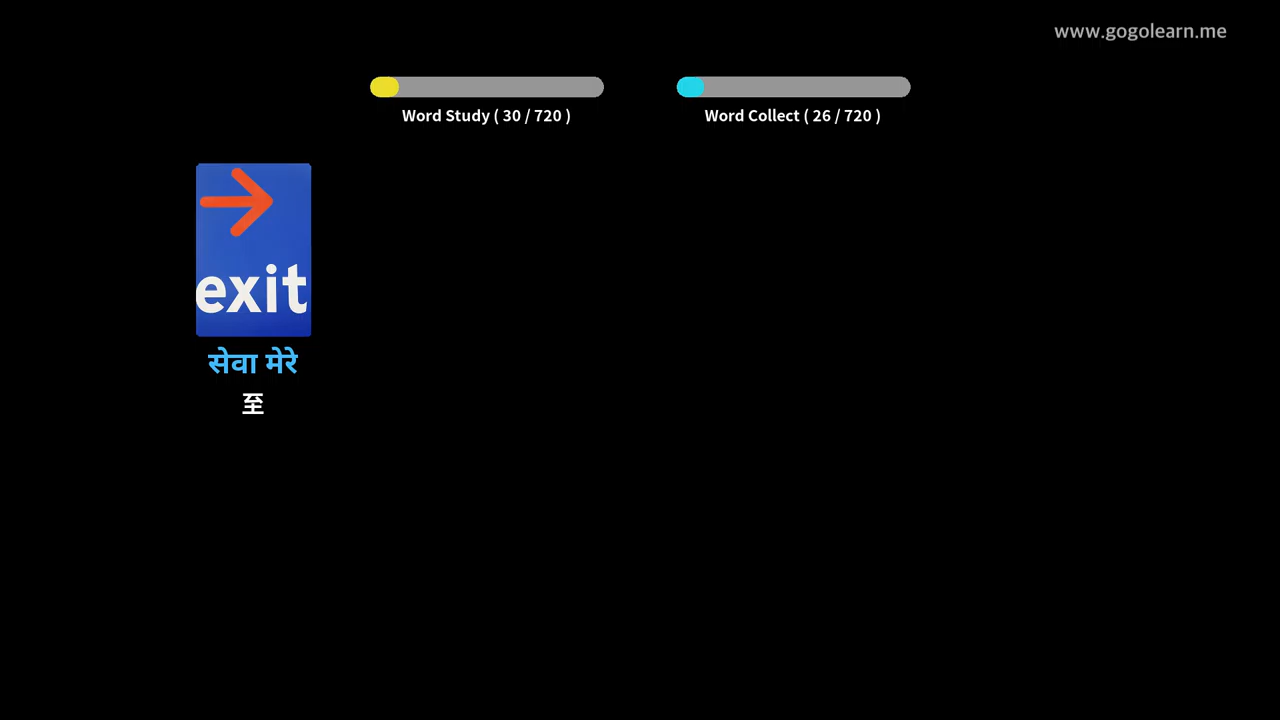 www.gogolearn.me
Word Study ( 30 / 720 )
Word Collect ( 26 / 720 )
exit
सेवा मेरे
至